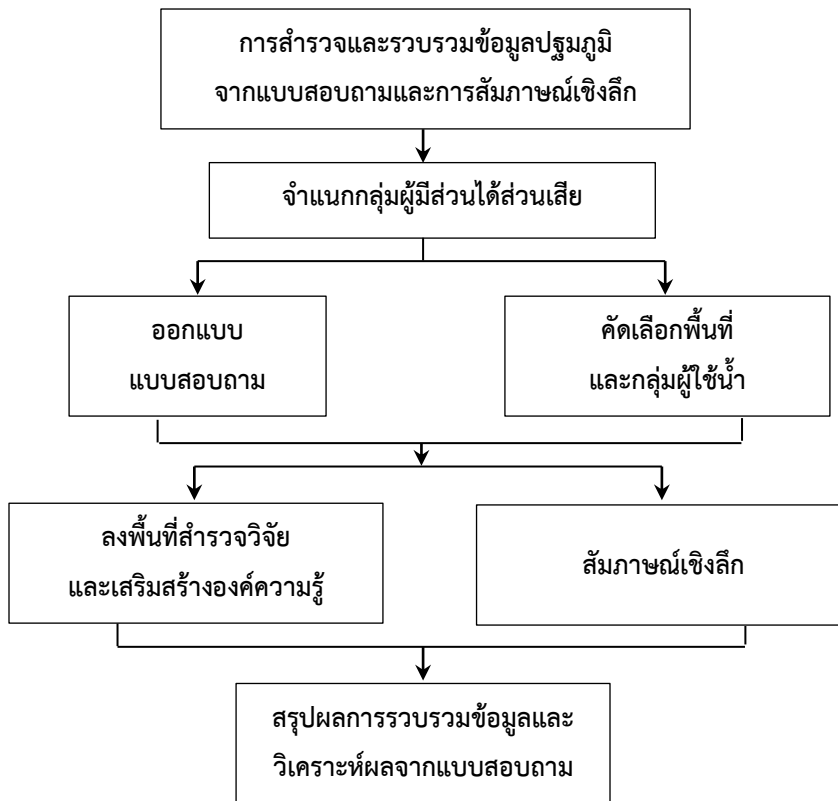 การสำรวจและรวบรวมข้อมูลปฐมภูมิ
จากแบบสอบถามและการสัมภาษณ์เชิงลึก
จำแนกกลุ่มผู้มีส่วนได้ส่วนเสีย
ออกแบบ
แบบสอบถาม
คัดเลือกพื้นที่
และกลุ่มผู้ใช้น้ำ
ลงพื้นที่สำรวจวิจัย
และเสริมสร้างองค์ความรู้
สัมภาษณ์เชิงลึก
สรุปผลการรวบรวมข้อมูลและ
วิเคราะห์ผลจากแบบสอบถาม